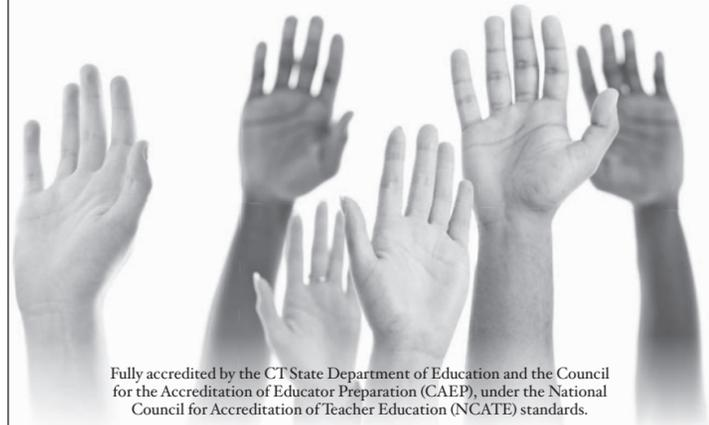 Fully accredited by the CT State Department of Education and the Council
for the Accreditation of Educator Preparation (CAEP), under the National
Council for Accreditation of Teacher Education (NCATE) standards.